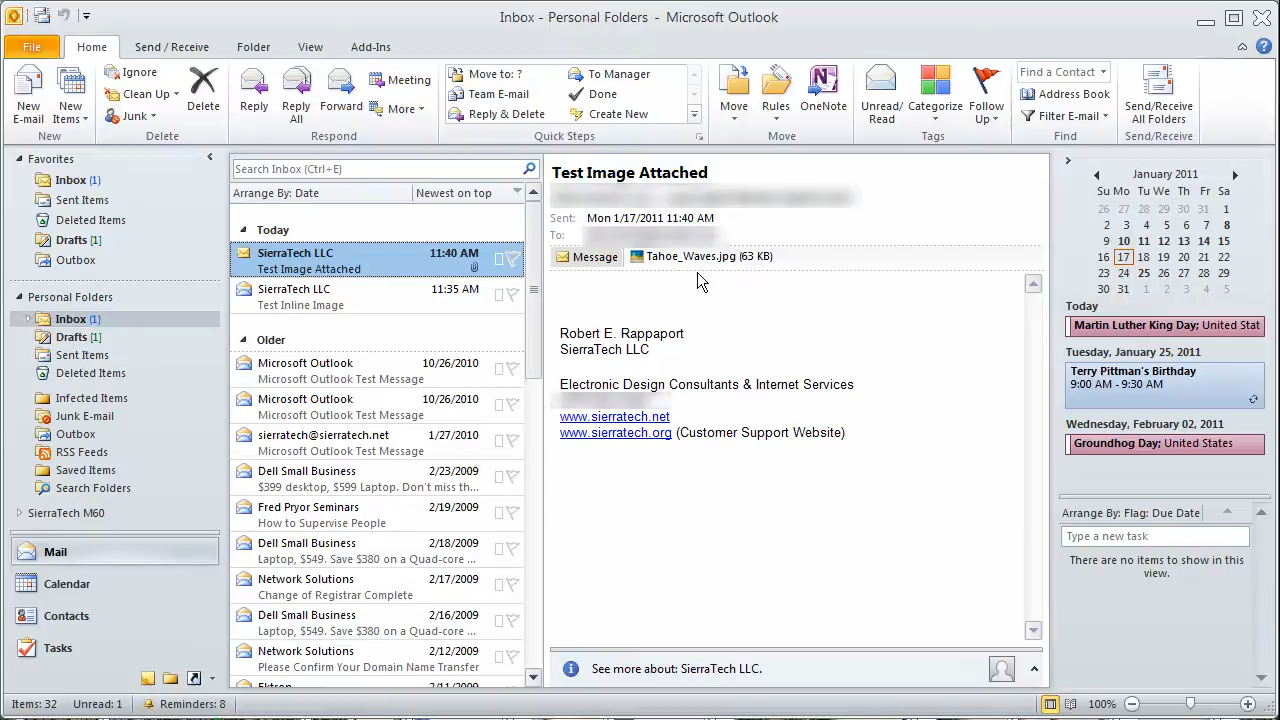 Inbox - Personal Folders - Microsoft Outlook
File Home Send / Receive Folder View Add-Ins
New E-mail
New Items
New
Ignore
Clean Up
Junk
Delete
Delete
Reply
Reply All
Forward
Meeting
More
Respond
Move to: ?
To Manager
Team E-mail
Done
Reply & Delete
Create New
Quick Steps
Move
Rules
OneNote
Move
Unread/ Read
Categorize
Follow Up
Tags
Find a Contact
Address Book
Filter E-mail
Find
Send/Receive All Folders
Send/Receive
Favorites
Inbox (1)
Sent Items
Deleted Items
Drafts [1]
Outbox
Personal Folders
Inbox (1)
Drafts [1]
Sent Items
Deleted Items
Infected Items
Junk E-mail
Outbox
RSS Feeds
Saved Items
Search Folders
SierraTech M60
Mail
Calendar
Contacts
Tasks
Search Inbox (Ctrl+E)
Arrange By: Date Newest on top
Today
SierraTech LLC 11:40 AM
Test Image Attached
SierraTech LLC 11:35 AM
Test Inline Image
Older
Microsoft Outlook 10/26/2010
Microsoft Outlook Test Message
Microsoft Outlook 10/26/2010
Microsoft Outlook Test Message
sierratech@sierratech.net 1/27/2010
Microsoft Outlook Test Message
Dell Small Business 2/23/2009
$399 desktop, $599 Laptop. Don't miss th...
Fred Pryor Seminars 2/19/2009
How to Supervise People
Dell Small Business 2/18/2009
Laptop, $549. Save $380 on a Quad-core ...
Network Solutions 2/17/2009
Change of Registrar Complete
Dell Small Business 2/16/2009
Laptop, $549. Save $380 on a Quad-core ...
Network Solutions 2/12/2009
Please Confirm Your Domain Name Transfer
Ektron 2/11/2009
Test Image Attached
Sent: Mon 1/17/2011 11:40 AM
To:
Message Tahoe_Waves.jpg (63 KB)
Robert E. Rappaport
SierraTech LLC
Electronic Design Consultants & Internet Services
www.sierratech.net
www.sierratech.org (Customer Support Website)
See more about: SierraTech LLC.
January 2011
Su Mo Tu We Th Fr Sa
26 27 28 29 30 31 1
2 3 4 5 6 7 8
9 10 11 12 13 14 15
16 17 18 19 20 21 22
23 24 25 26 27 28 29
30 31 1 2 3 4 5
Today
Martin Luther King Day; United Stat
Tuesday, January 25, 2011
Terry Pittman's Birthday
9:00 AM - 9:30 AM
Wednesday, February 02, 2011
Groundhog Day; United States
Arrange By: Flag: Due Date
Type a new task
There are no items to show in this
view.
Items: 32 Unread: 1 Reminders: 8 100%